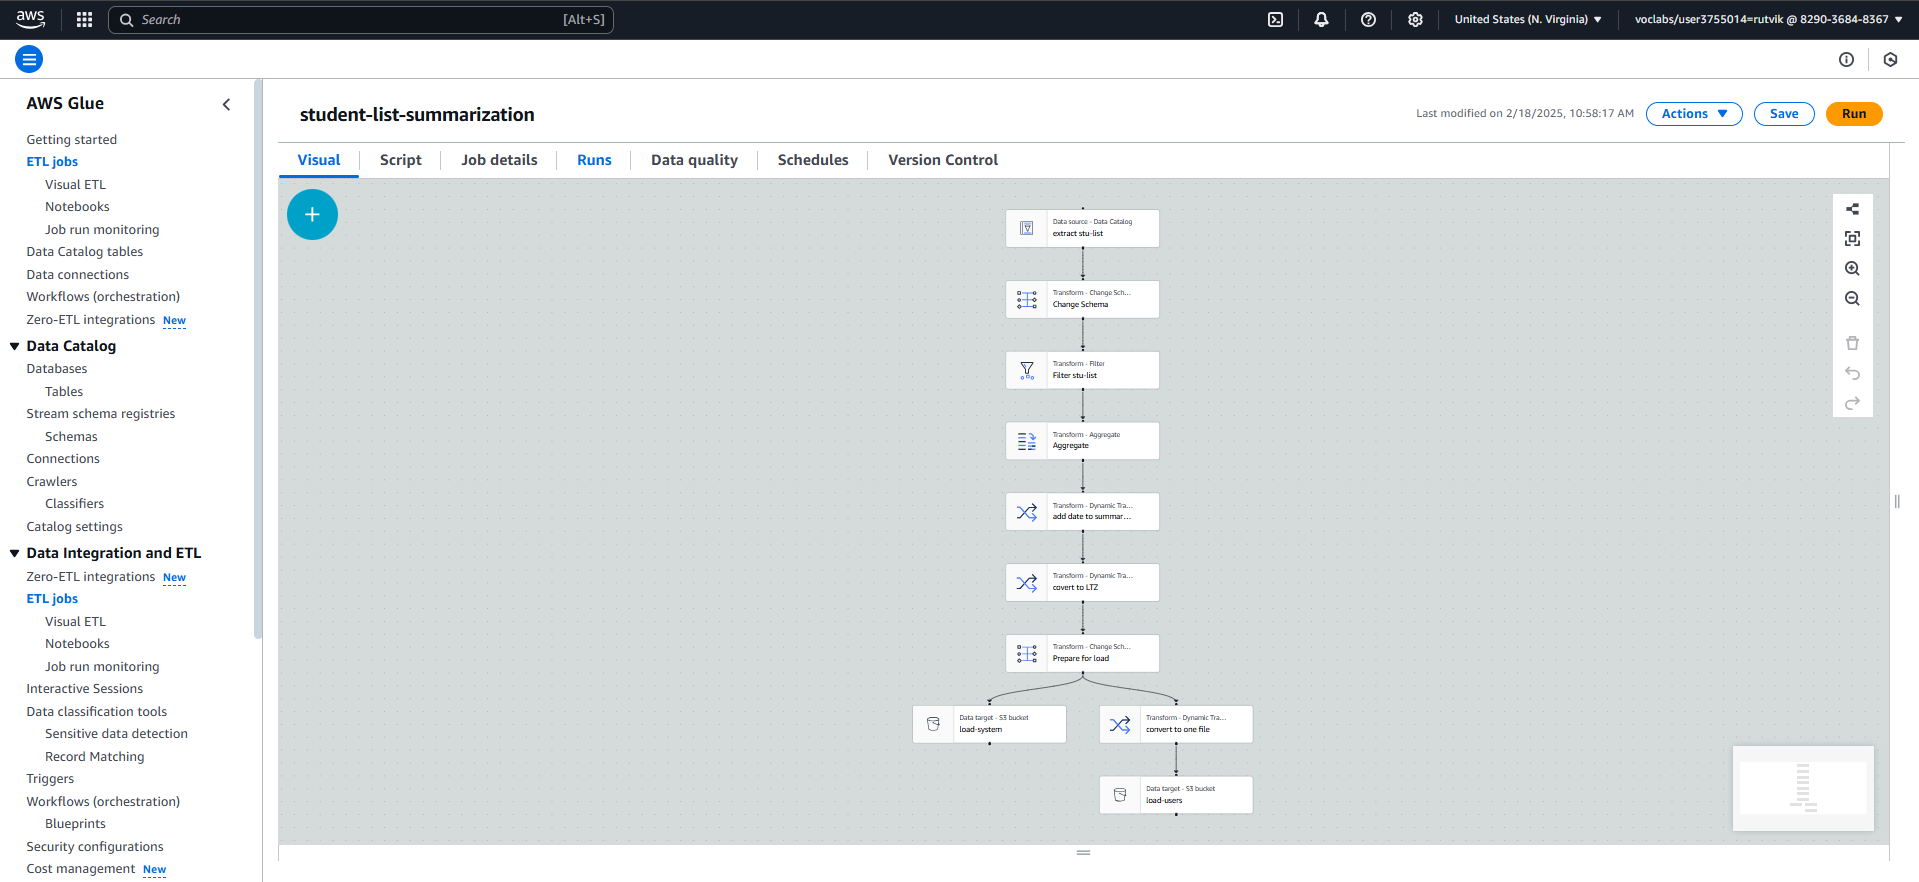 aws
Search
[Alt+S]
United States (N. Virginia)
voclabs/user3755014=rutvik @ 8290-3684-8367
AWS Glue
Getting started
ETL jobs
Visual ETL
Notebooks
Job run monitoring
Data Catalog tables
Data connections
Workflows (orchestration)
Zero-ETL integrations New
Data Catalog
Databases
Tables
Stream schema registries
Schemas
Connections
Crawlers
Classifiers
Catalog settings
Data Integration and ETL
Zero-ETL integrations New
ETL jobs
Visual ETL
Notebooks
Job run monitoring
Interactive Sessions
Data classification tools
Sensitive data detection
Record Matching
Triggers
Workflows (orchestration)
Blueprints
Security configurations
Cost management New
student-list-summarization
Last modified on 2/18/2025, 10:58:17 AM
Actions
Save
Run
Visual
Script
Job details
Runs
Data quality
Schedules
Version Control
Data source - Data Catalog
extract stu-list
Transform - Change Sch...
Change Schema
Transform - Filter
Filter stu-list
Transform - Aggregate
Aggregate
Transform - Dynamic Tra...
add date to summar...
Transform - Dynamic Tra...
covert to LTZ
Transform - Change Sch...
Prepare for load
Data target - S3 bucket
load-system
Transform - Dynamic Tra...
convert to one file
Data target - S3 bucket
load-users